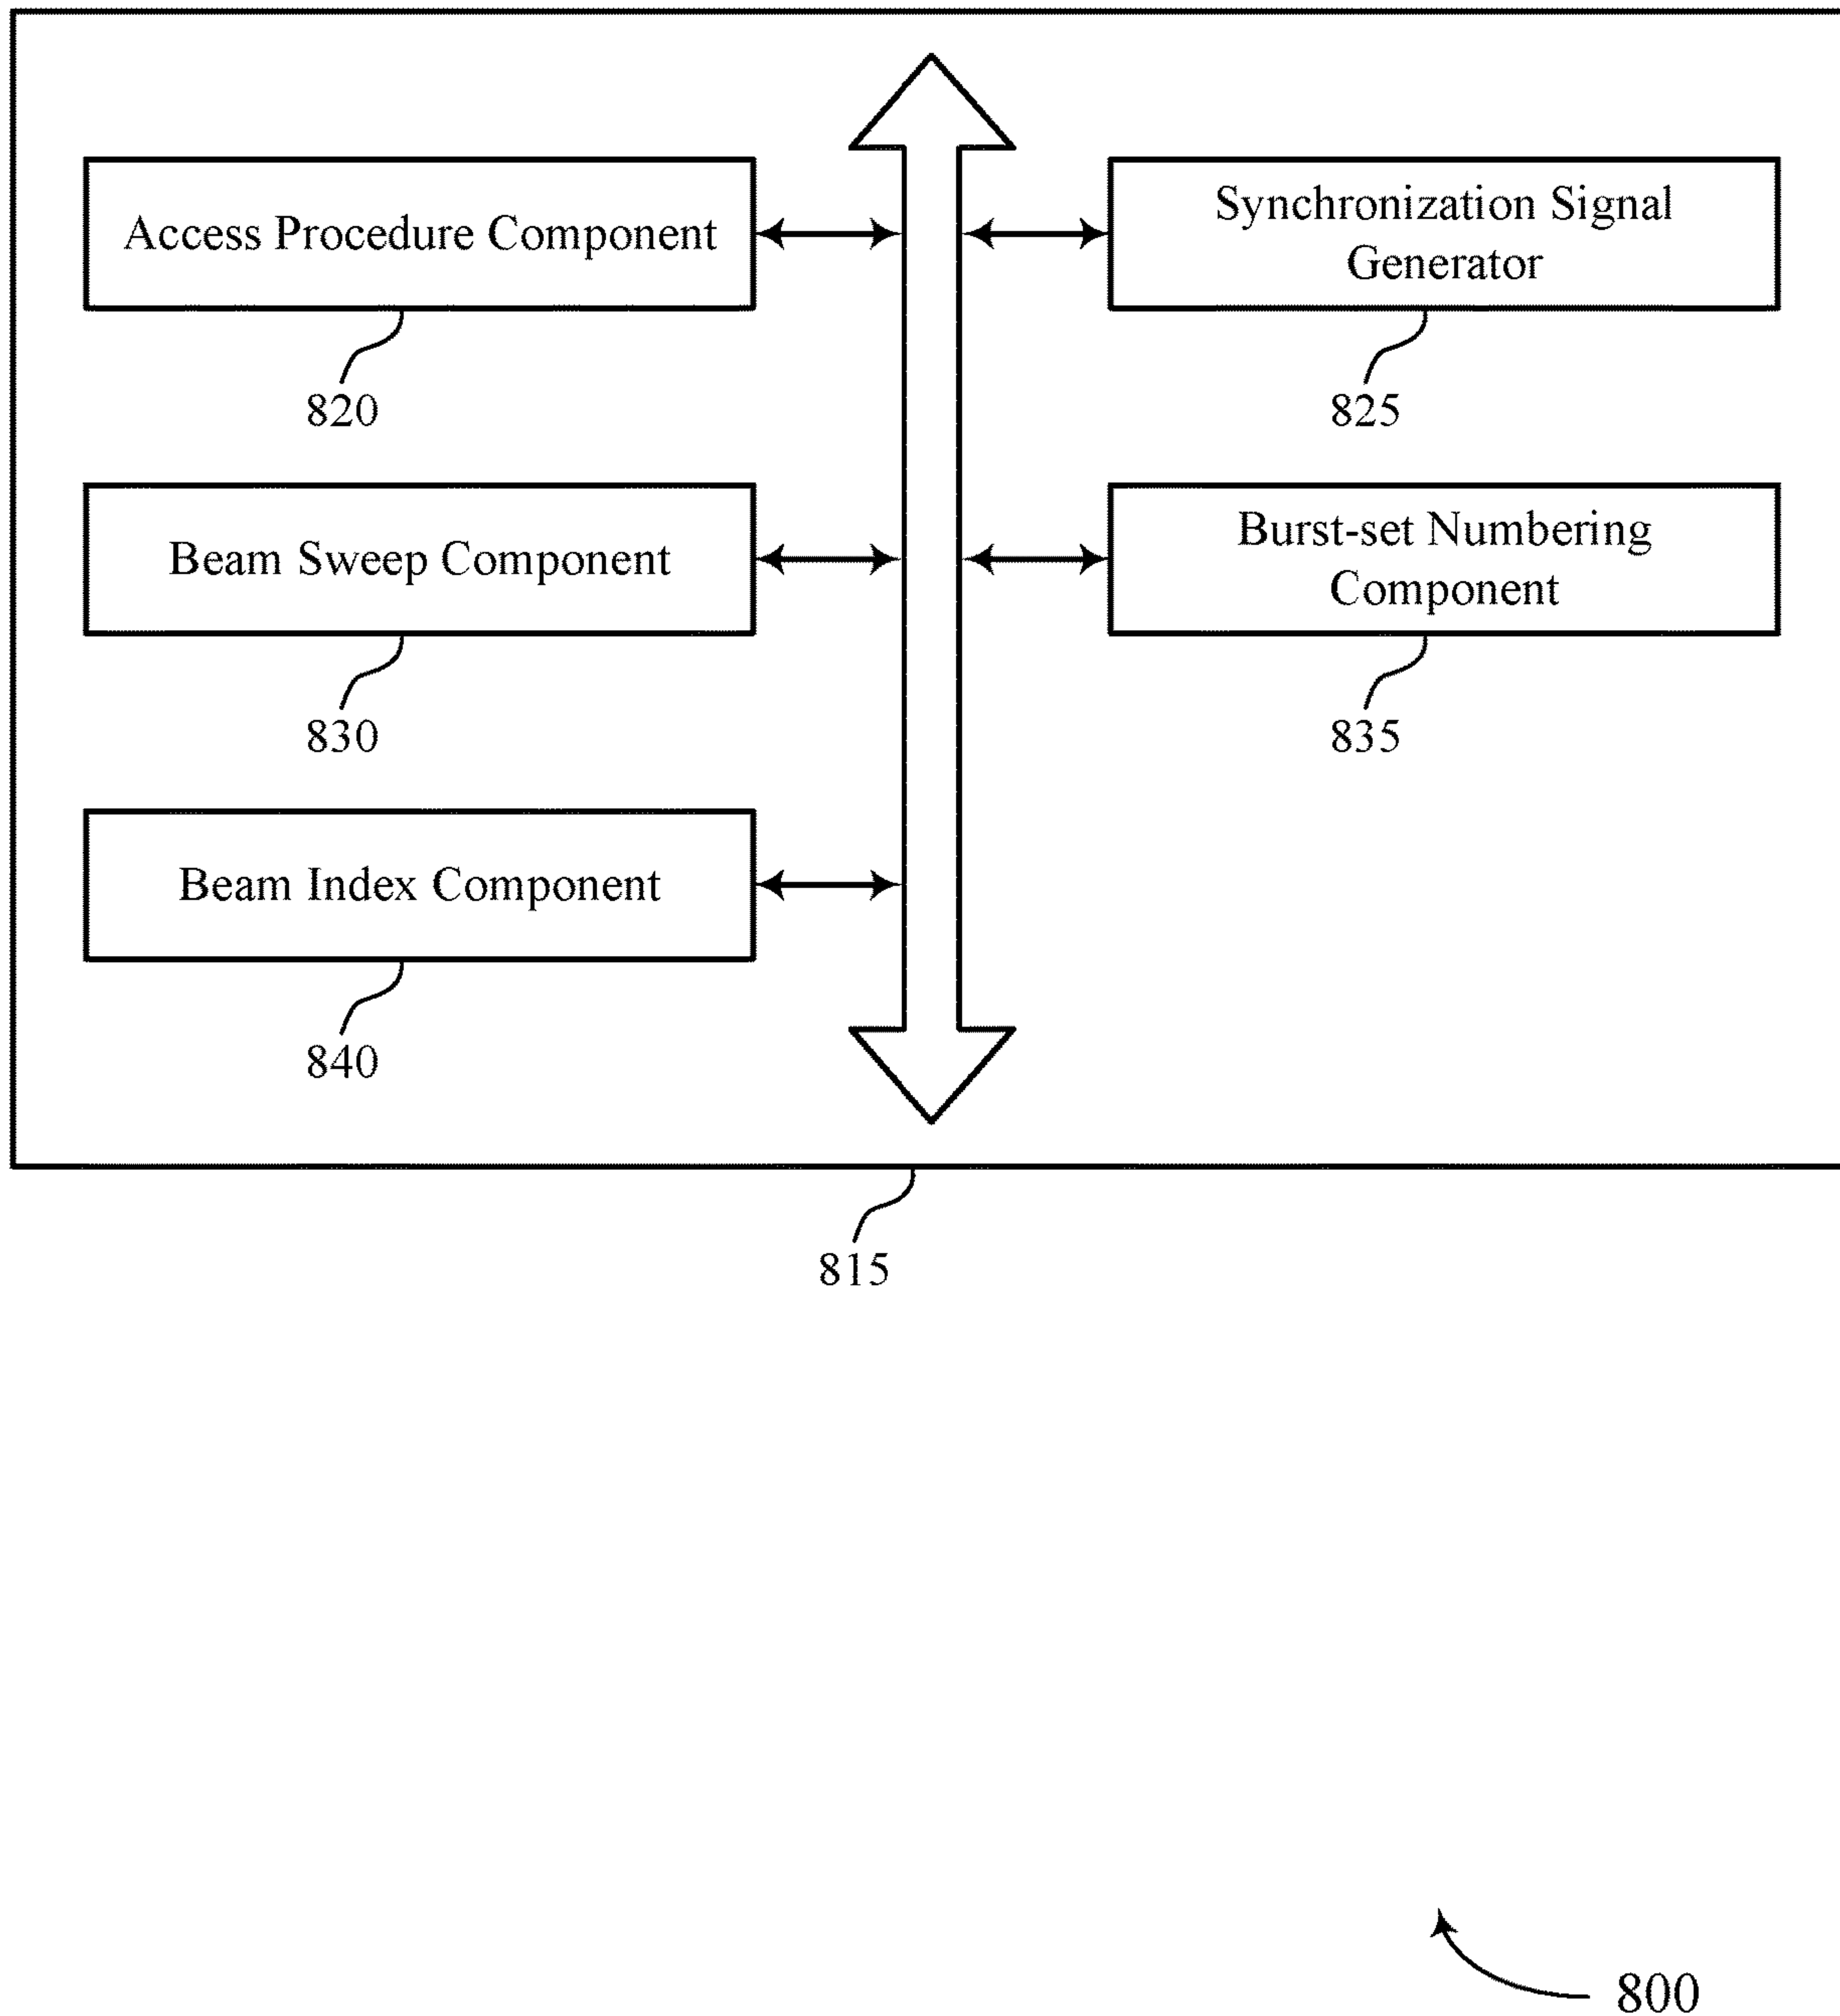 Access Procedure Component
Synchronization Signal
Generator
820
825
Beam Sweep Component
Burst-set Numbering
Component
830
835
Beam Index Component
840
815
800